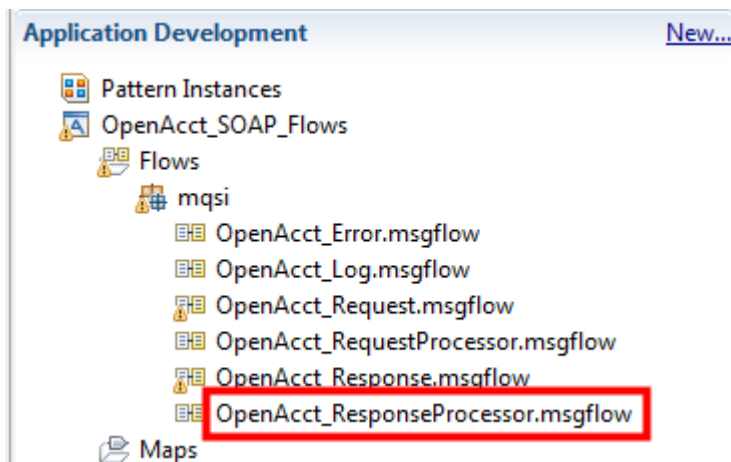 Application Development New...
Pattern Instances
OpenAcct_SOAP_Flows
Flows
mqsi
OpenAcct_Error.msgflow
OpenAcct_Log.msgflow
OpenAcct_Request.msgflow
OpenAcct_RequestProcessor.msgflow
OpenAcct_Response.msgflow
OpenAcct_ResponseProcessor.msgflow
Maps